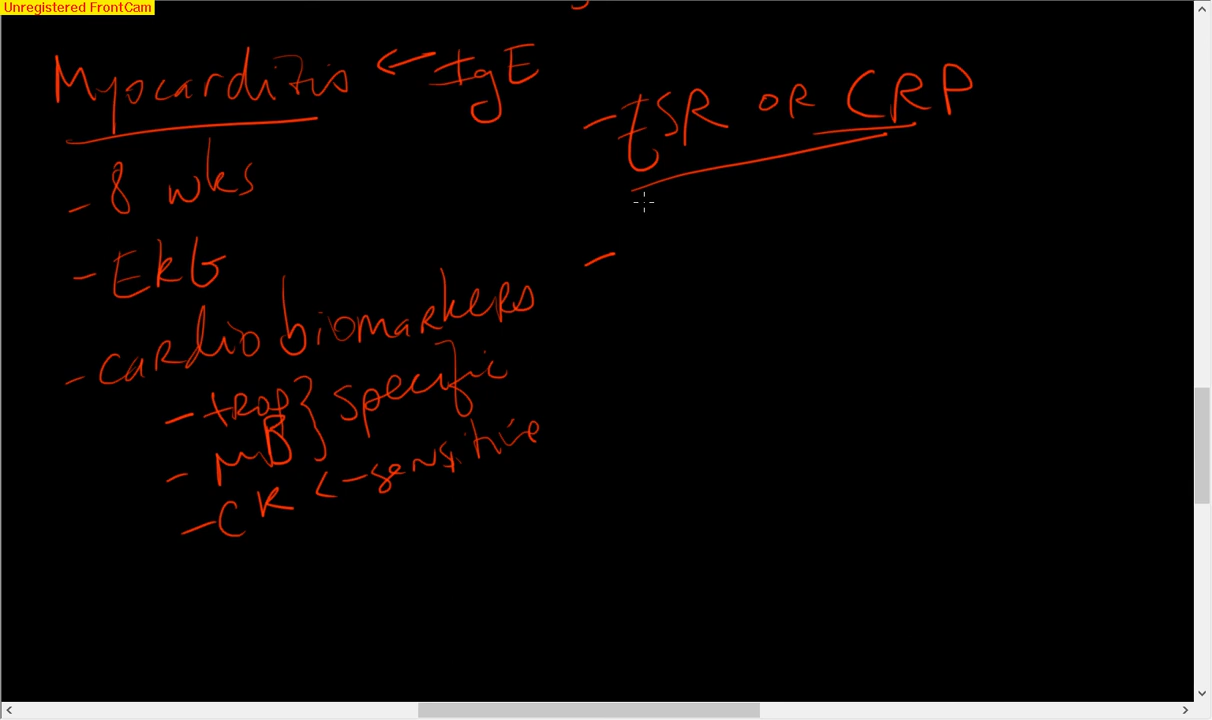 Unregistered FrontCam
Myocarditis ← IgE
- 8 wks
- EKG
- cardio biomarkers
- trop } specific
- MB
- CK <- sensitive
- ESR OR CRP
-